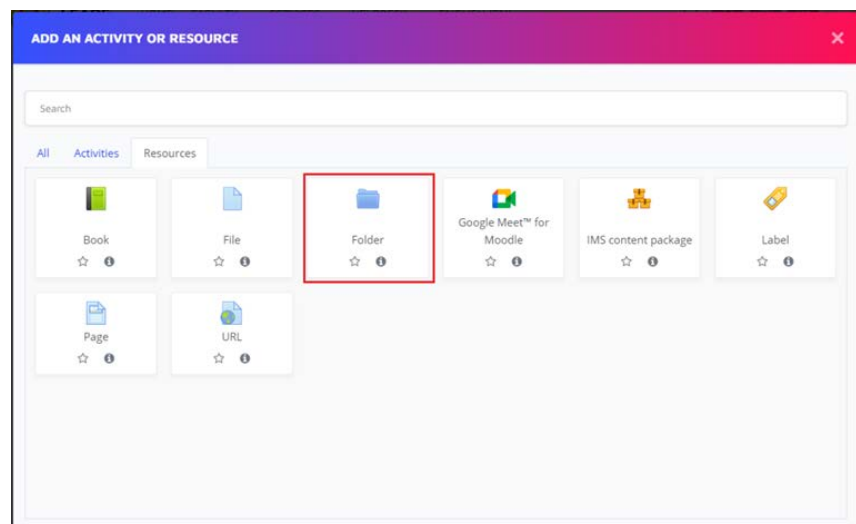 ADD AN ACTIVITY OR RESOURCE
Search
All Activities Resources
Book
File
Folder
Google Meet™ for
Moodle
IMS content package
Label
Page
URL